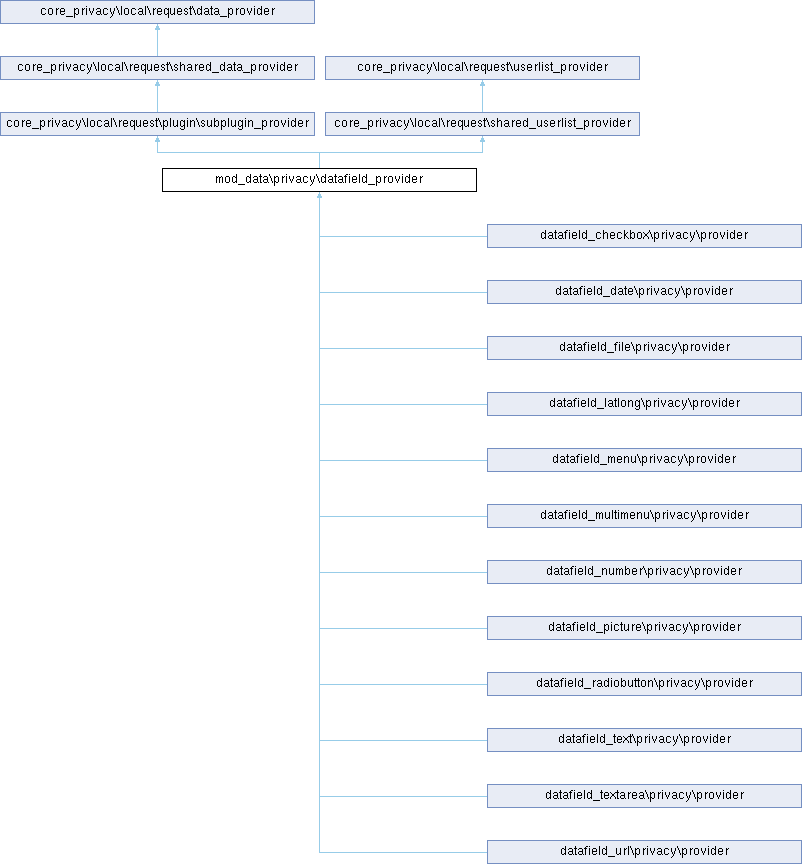 core_privacy\local\request\data_provider
core_privacy\local\request\shared_data_provider
core_privacy\local\request\userlist_provider
core_privacy\local\request\plugin\subplugin_provider
core_privacy\local\request\shared_userlist_provider
mod_data\privacy\datafield_provider
datafield_checkbox\privacy\provider
datafield_date\privacy\provider
datafield_file\privacy\provider
datafield_latlong\privacy\provider
datafield_menu\privacy\provider
datafield_multimenu\privacy\provider
datafield_number\privacy\provider
datafield_picture\privacy\provider
datafield_radiobutton\privacy\provider
datafield_text\privacy\provider
datafield_textarea\privacy\provider
datafield_url\privacy\provider